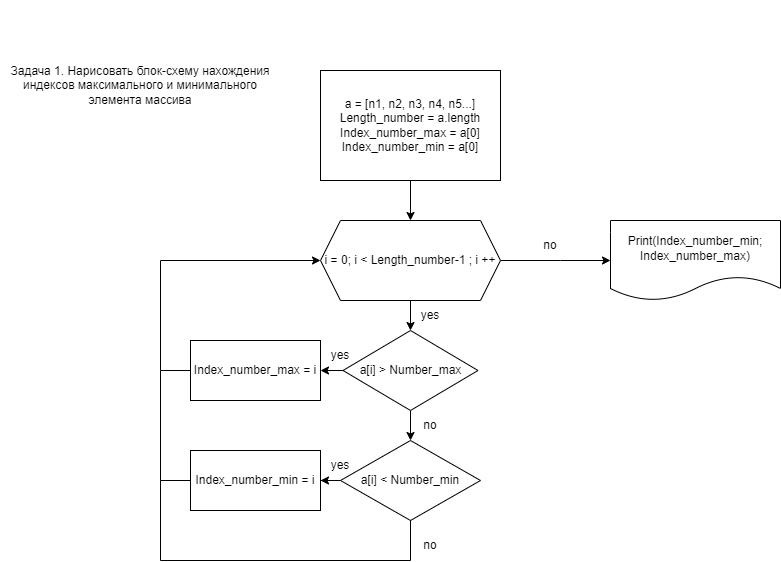 Задача 1. Нарисовать блок-схему нахождения
индексов максимального и минимального
элемента массива
a = [n1, n2, n3, n4, n5...]
Length_number = a.length
Index_number_max = a[0]
Index_number_min = a[0]
i = 0; i < Length_number-1 ; i ++
no
Print(Index_number_min;
Index_number_max)
yes
a[i] > Number_max
yes
Index_number_max = i
no
a[i] < Number_min
yes
Index_number_min = i
no